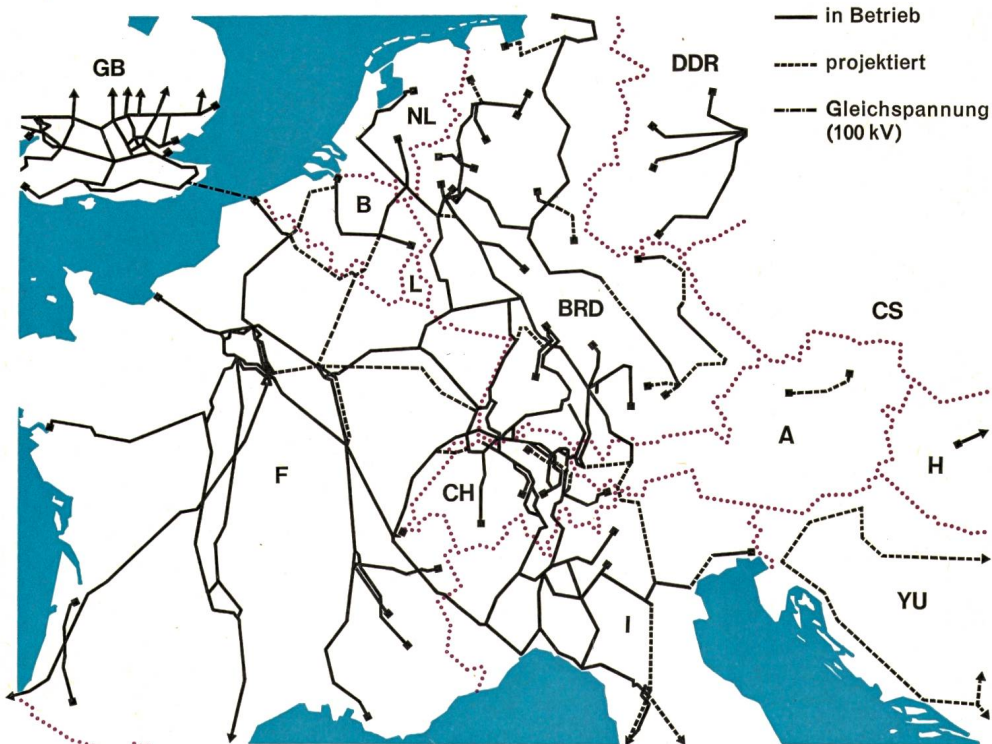 in Betrieb
projektiert
Gleichspannung
(100 kV)
GB
DDR
NL
B
L
BRD
CS
A
H
F
CH
I
YU